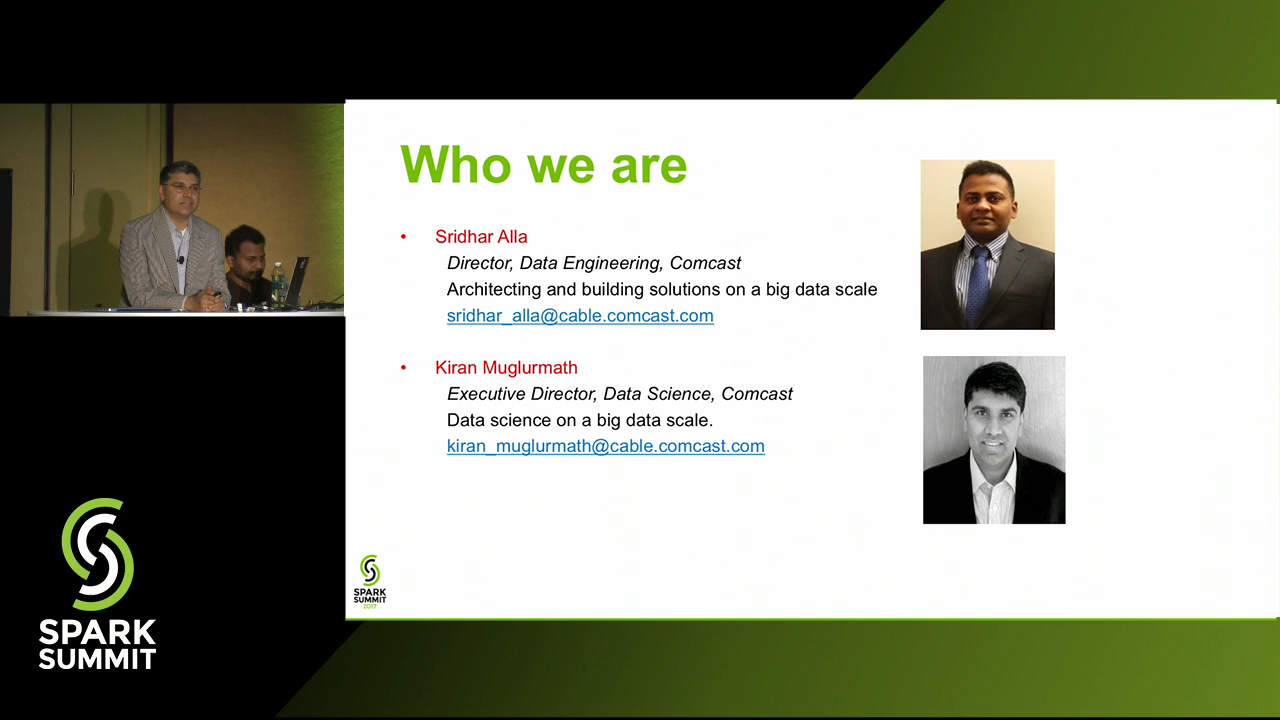 Who we are
• Sridhar Alla
Director, Data Engineering, Comcast
Architecting and building solutions on a big data scale
sridhar_alla@cable.comcast.com
• Kiran Muglurmath
Executive Director, Data Science, Comcast
Data science on a big data scale.
kiran_muglurmath@cable.comcast.com
SPARK
SUMMIT
2017
SPARK
SUMMIT